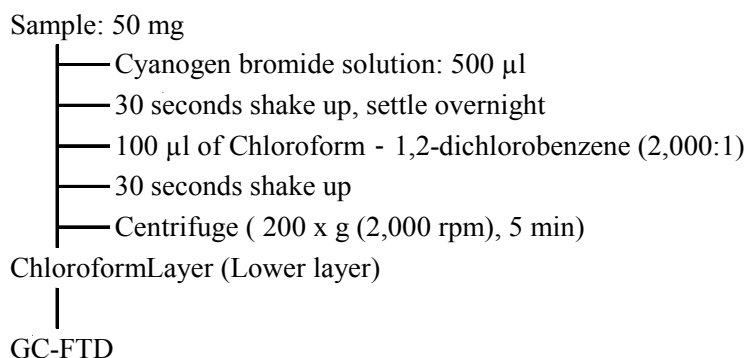 Sample: 50 mg
Cyanogen bromide solution: 500 µl
30 seconds shake up, settle overnight
100 µl of Chloroform - 1,2-dichlorobenzene (2,000:1)
30 seconds shake up
Centrifuge ( 200 x g (2,000 rpm), 5 min)
ChloroformLayer (Lower layer)
GC-FTD